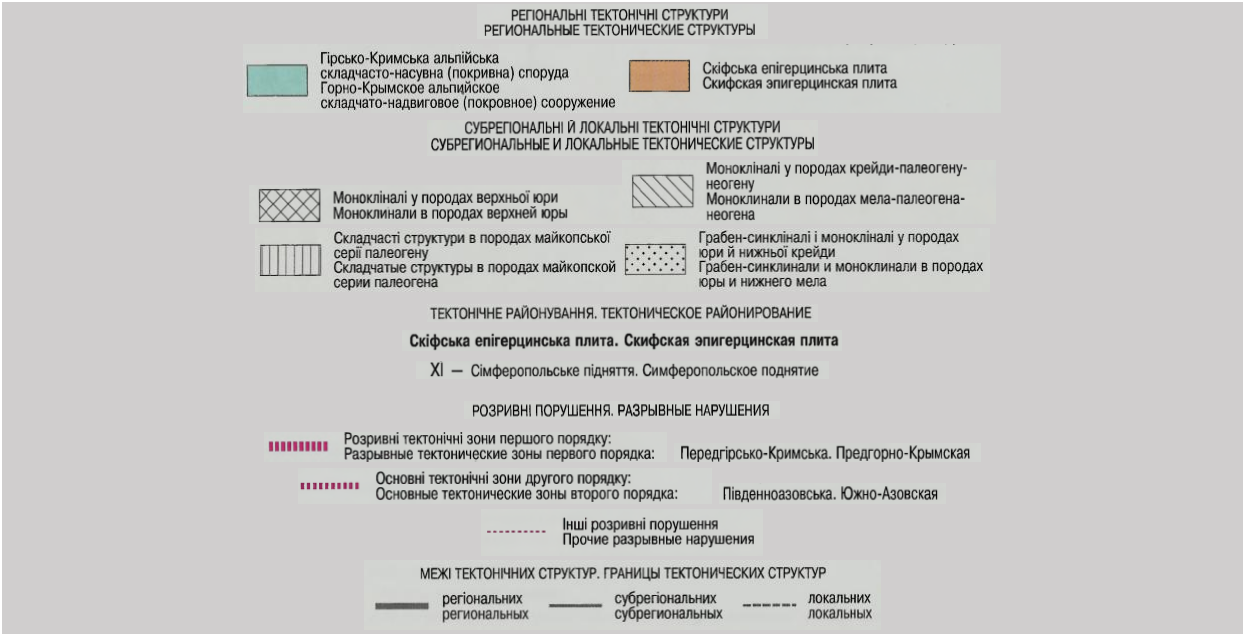 РЕГІОНАЛЬНІ ТЕКТОНІЧНІ СТРУКТУРИ
РЕГИОНАЛЬНЫЕ ТЕКТОНИЧЕСКИЕ СТРУКТУРЫ
Гірсько-Кримська альпійська
складчасто-насувна (покривна) споруда
Горно-Крымское альпийское
складчато-надвиговое (покровное) сооружение
Скіфська епігерцинська плита
Скифская эпигерцинская плита
СУБРЕГІОНАЛЬНІ Й ЛОКАЛЬНІ ТЕКТОНІЧНІ СТРУКТУРИ
СУБРЕГИОНАЛЬНЫЕ И ЛОКАЛЬНЫЕ ТЕКТОНИЧЕСКИЕ СТРУКТУРЫ
Монокліналі у породах верхньої юри
Моноклинали в породах верхней юры
Монокліналі у породах крейди-палеогену-
неогену
Моноклинали в породах мела-палеогена-
неогена
Складчасті структури в породах майкопської
серії палеогену
Складчатые структуры в породах майкопской
серии палеогена
Грабен-синкліналі і монокліналі у породах
юри й нижньої крейди
Грабен-синклинали и моноклинали в породах
юры и нижнего мела
ТЕКТОНІЧНЕ РАЙОНУВАННЯ. ТЕКТОНИЧЕСКОЕ РАЙОНИРОВАНИЕ
Скіфська епігерцинська плита. Скифская эпигерцинская плита
XI — Сімферопольське підняття. Симферопольское поднятие
РОЗРИВНІ ПОРУШЕННЯ. РАЗРЫВНЫЕ НАРУШЕНИЯ
Розривні тектонічні зони першого порядку:
Разрывные тектонические зоны первого порядка:
Передгірсько-Кримська. Предгорно-Крымская
Основні тектонічні зони другого порядку:
Основные тектонические зоны второго порядка:
Південноазовська. Южно-Азовская
Інші розривні порушення
Прочие разрывные нарушения
МЕЖІ ТЕКТОНІЧНИХ СТРУКТУР. ГРАНИЦЫ ТЕКТОНИЧЕСКИХ СТРУКТУР
регіональних
региональных
субрегіональних
субрегиональных
локальних
локальных